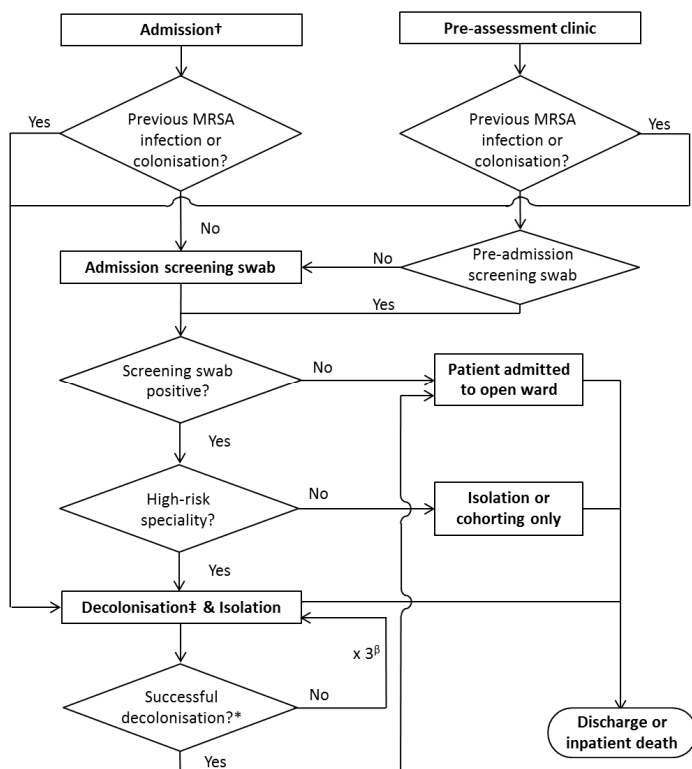 Admission†
Pre-assessment clinic
Previous MRSA
infection or
colonisation?
Yes
No
Previous MRSA
infection or
colonisation?
Yes
Admission screening swab
No
Pre-admission
screening swab
Yes
Screening swab
positive?
No
Patient admitted
to open ward
Yes
High-risk
speciality?
No
Isolation or
cohorting only
Yes
Decolonisation‡ & Isolation
x 3β
Successful
decolonisation?*
No
Yes
Discharge or
inpatient death